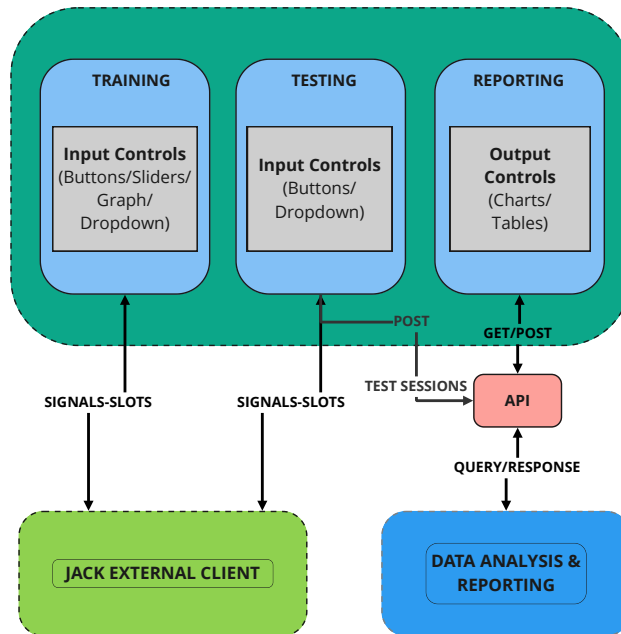 TRAINING
TESTING
REPORTING
Input Controls
(Buttons/Sliders/
Graph/
Dropdown)
Input Controls
(Buttons/
Dropdown)
Output
Controls
(Charts/
Tables)
POST
GET/POST
TEST SESSIONS
SIGNALS-SLOTS
SIGNALS-SLOTS
API
QUERY/RESPONSE
JACK EXTERNAL CLIENT
DATA ANALYSIS &
REPORTING